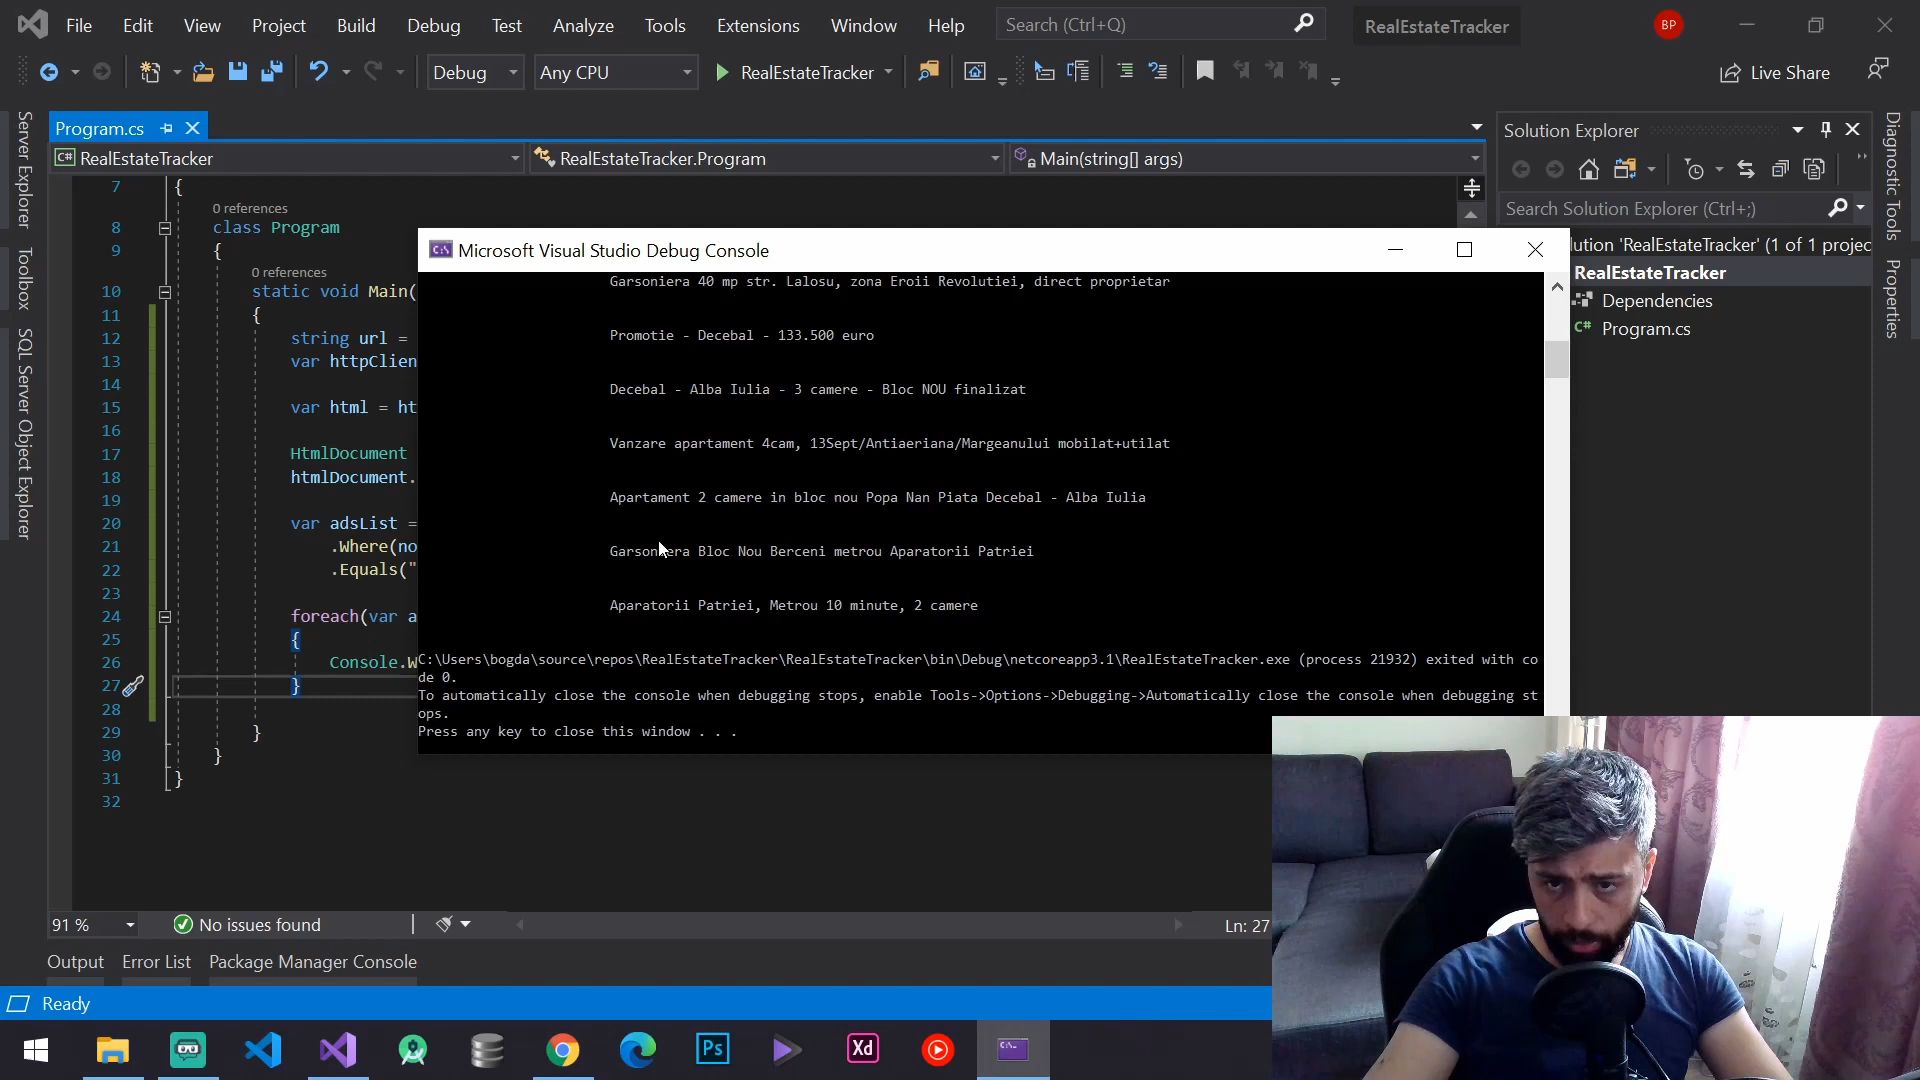 File Edit View Project Build Debug Test Analyze Tools Extensions Window Help Search (Ctrl+Q) RealEstateTracker BP
Debug Any CPU RealEstateTracker Live Share
Server Explorer
Toolbox
SQL Server Object Explorer
Program.cs
RealEstateTracker RealEstateTracker.Program Main(string[] args)
7 {
0 references
8 class Program
9 {
0 references
10 static void Main(
11 {
12 string url =
13 var httpClien
14
15 var html = ht
16
17 HtmlDocument
18 htmlDocument.
19
20 var adsList =
21 .Where(no
22 .Equals("
23
24 foreach(var a
25 {
26 Console.W
27 }
28
29 }
30 }
31 }
32
Microsoft Visual Studio Debug Console
Garsoniera 40 mp str. Lalosu, zona Eroii Revolutiei, direct proprietar
Promotie - Decebal - 133.500 euro
Decebal - Alba Iulia - 3 camere - Bloc NOU finalizat
Vanzare apartament 4cam, 13Sept/Antiaeriana/Margeanului mobilat+utilat
Apartament 2 camere in bloc nou Popa Nan Piata Decebal - Alba Iulia
Garsoniera Bloc Nou Berceni metrou Aparatorii Patriei
Aparatorii Patriei, Metrou 10 minute, 2 camere
C:\Users\bogda\source\repos\RealEstateTracker\RealEstateTracker\bin\Debug\netcoreapp3.1\RealEstateTracker.exe (process 21932) exited with co
de 0.
To automatically close the console when debugging stops, enable Tools->Options->Debugging->Automatically close the console when debugging st
ops.
Press any key to close this window . . .
Solution Explorer
Search Solution Explorer (Ctrl+;)
lution 'RealEstateTracker' (1 of 1 projec
RealEstateTracker
Dependencies
C# Program.cs
Diagnostic Tools
Properties
91 % No issues found Ln: 27
Output Error List Package Manager Console
Ready
Ps
Xd